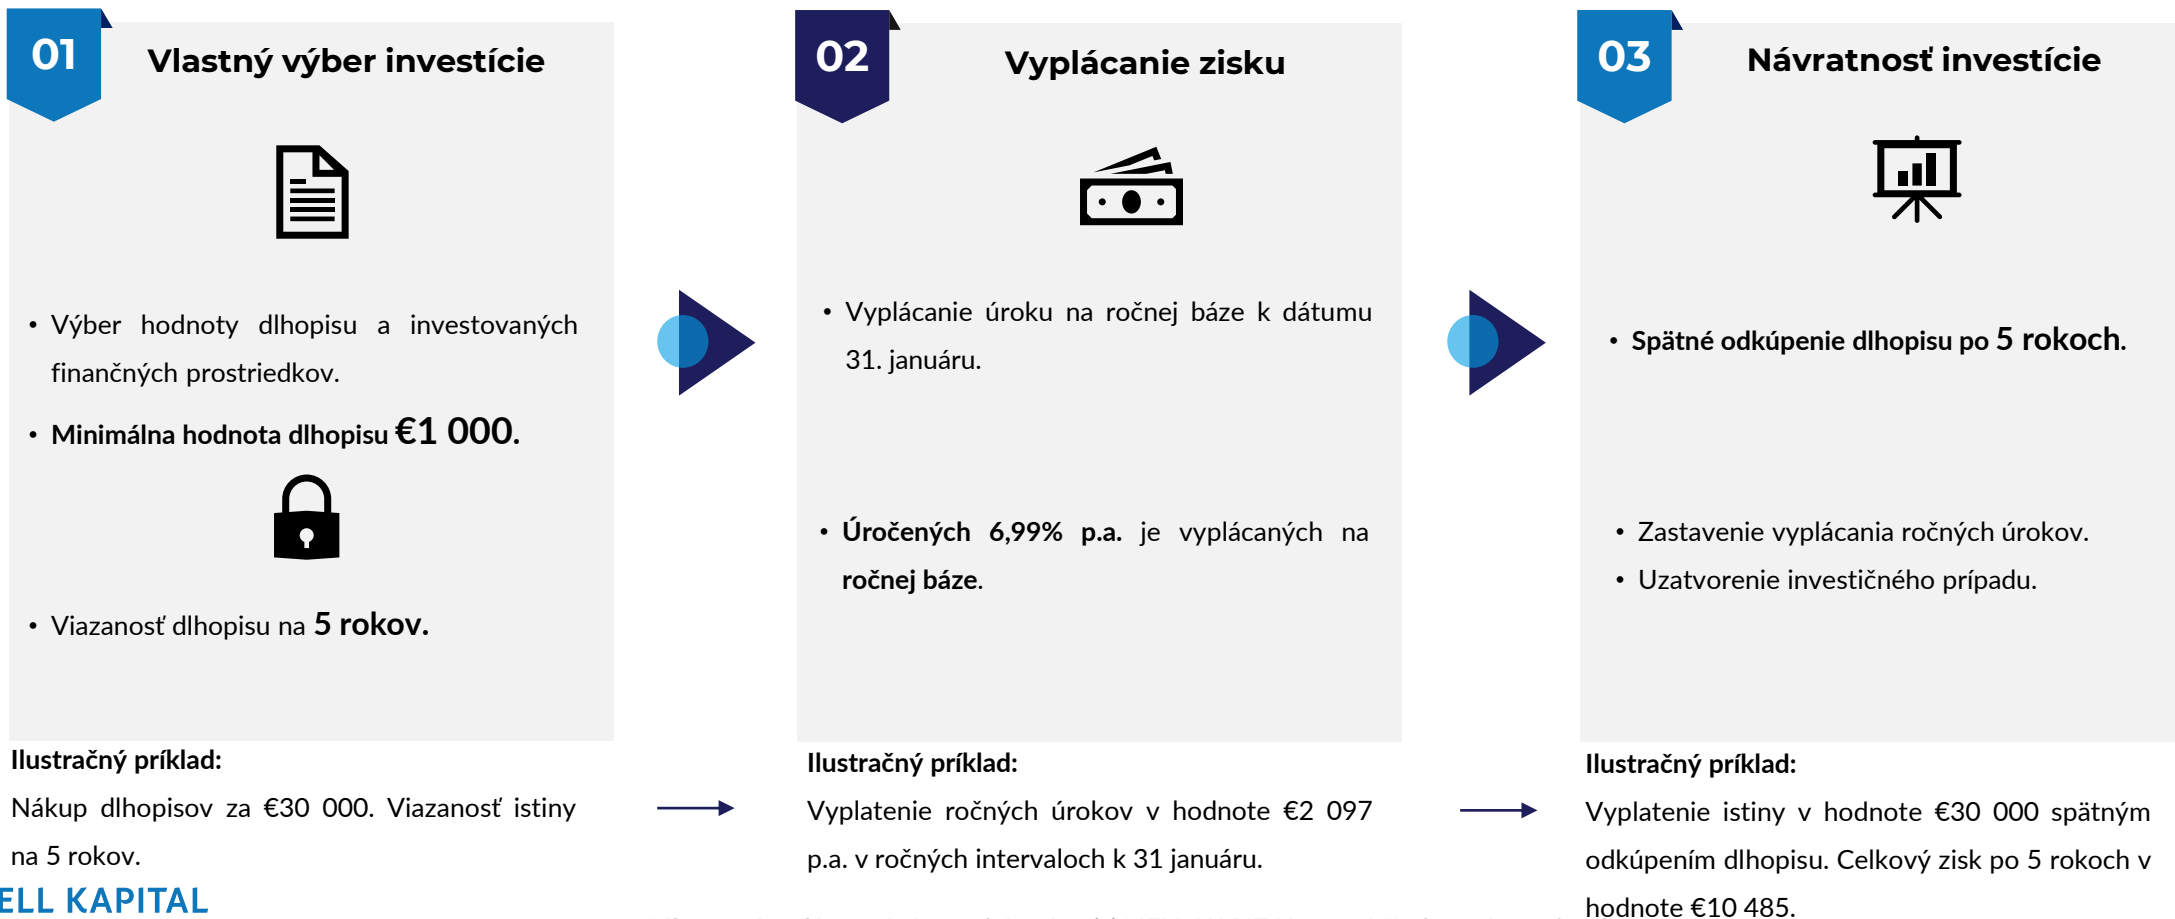 01
Vlastný výber investície
• Výber hodnoty dlhopisu a investovaných
finančných prostriedkov.
• Minimálna hodnota dlhopisu €1 000.
• Viazanosť dlhopisu na 5 rokov.
Ilustračný príklad:
Nákup dlhopisov za €30 000. Viazanosť istiny
na 5 rokov.
02
Vyplácanie zisku
• Vyplácanie úroku na ročnej báze k dátumu
31. januáru.
• Úročených 6,99% p.a. je vyplácaných na
ročnej báze.
Ilustračný príklad:
Vyplatenie ročných úrokov v hodnote €2 097
p.a. v ročných intervaloch k 31 januáru.
03
Návratnosť investície
• Spätné odkúpenie dlhopisu po 5 rokoch.
• Zastavenie vyplácania ročných úrokov.
• Uzatvorenie investičného prípadu.
Ilustračný príklad:
Vyplatenie istiny v hodnote €30 000 spätným
odkúpením dlhopisu. Celkový zisk po 5 rokoch v
hodnote €10 485.
ELL KAPITAL